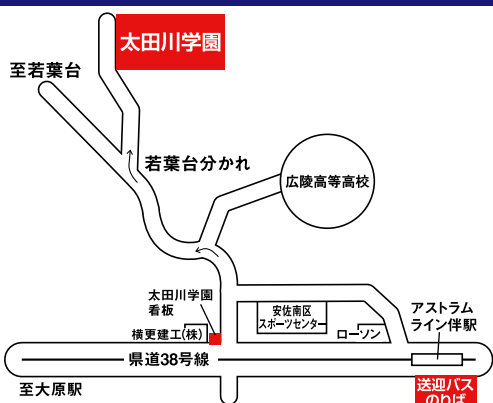 太田川学園
至若葉台
若葉台分かれ
広陵高等高校
太田川学園
看板
安佐南区
スポーツセンター
アストラム
ライン伴駅
横更建工(株)
ローソン
県道38号線
至大原駅
送迎バス
のりば